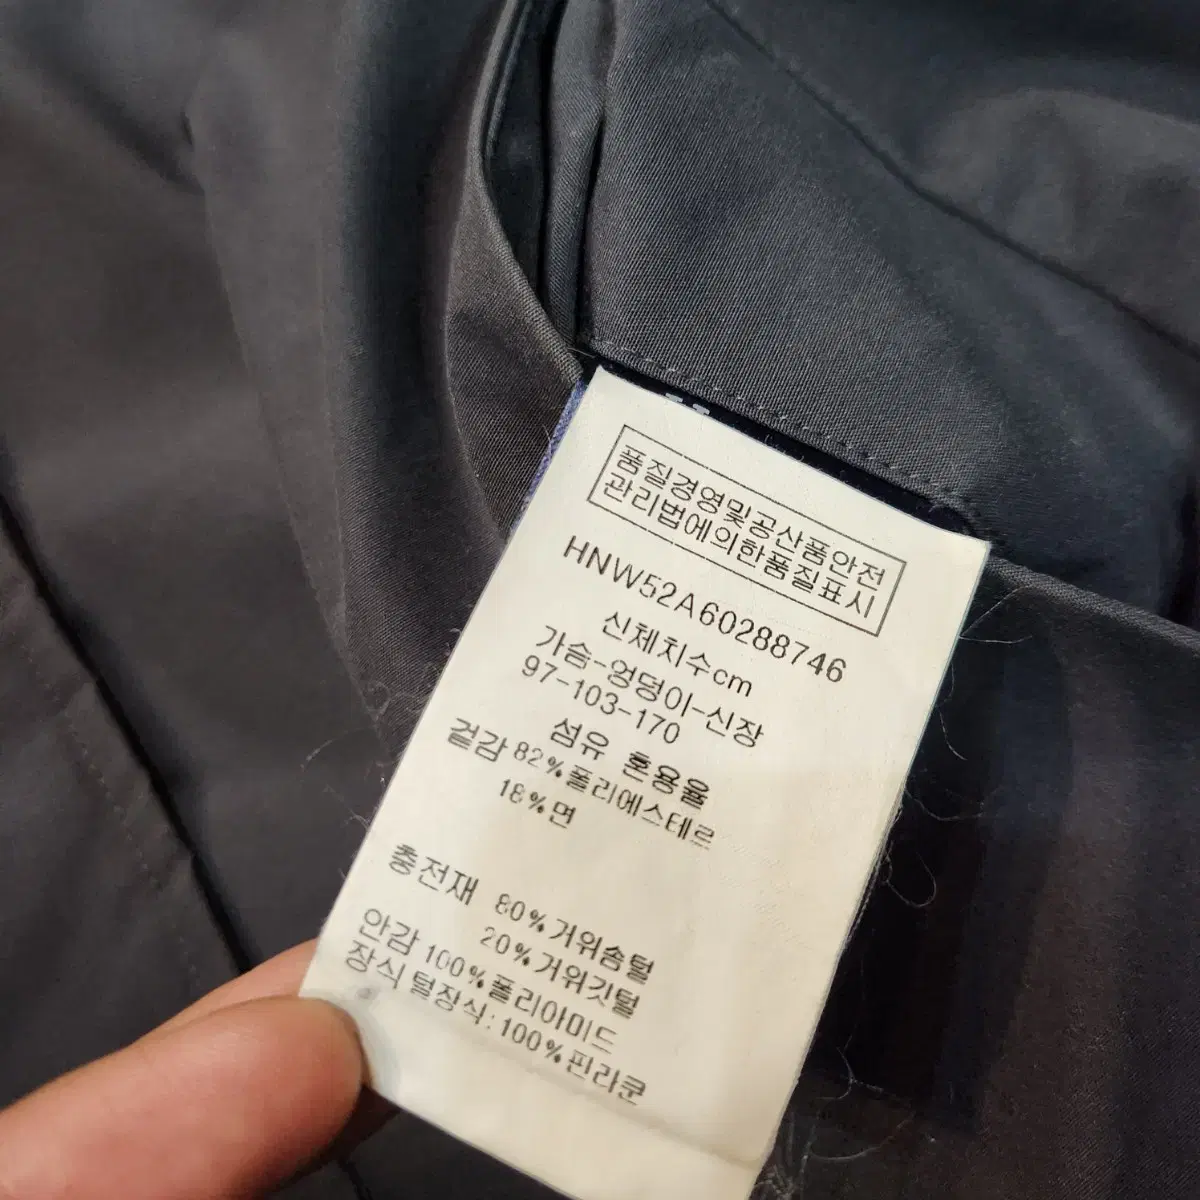 품질경영및공산품안전
관리법에의한품질표시
HNW52A60288746
신체치수cm
가슴-엉덩이-신장
97-103-170
섬유 혼용율
겉감 82%폴리에스테르
18%면
충전재 80%거위솜털
20%거위깃털
안감 100%폴리아미드
장식 털장식:100%핀라쿤